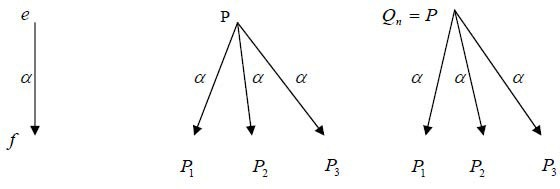 e P Qₙ = P
α α α α α α α
f P₁ P₂ P₃ P₁ P₂ P₃